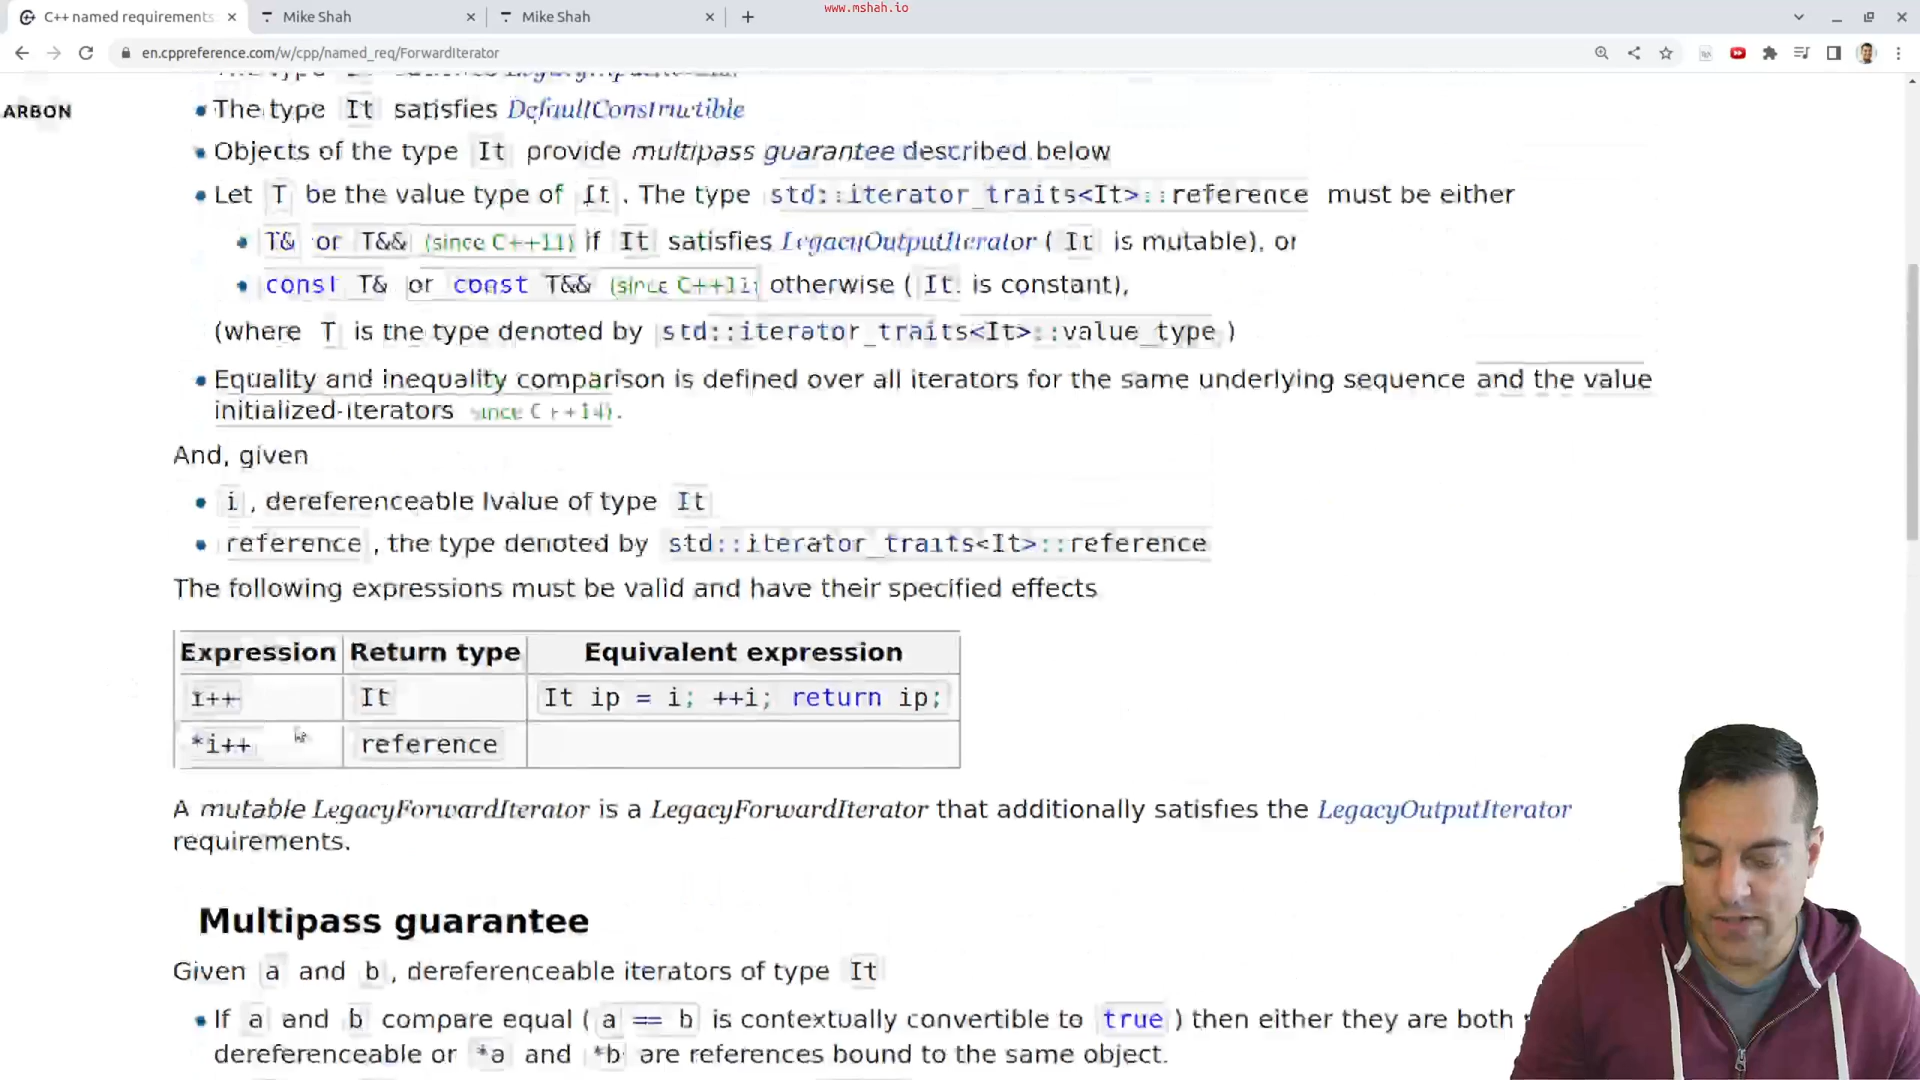 www.mshah.io
C++ named requirements
Mike Shah
Mike Shah
en.cppreference.com/w/cpp/named_req/ForwardIterator
ARBON
The type It satisfies DefaultConstructible
Objects of the type It provide multipass guarantee described below
Let T be the value type of It. The type std::iterator_traits<It>::reference must be either
T& or T&& (since C++11) if It satisfies LegacyOutputIterator ( It is mutable), or
const T& or const T&& (since C++11) otherwise ( It is constant),
(where T is the type denoted by std::iterator_traits<It>::value_type )
Equality and inequality comparison is defined over all iterators for the same underlying sequence and the value
initialized-iterators since C++14).
And, given
i, dereferenceable lvalue of type It
reference, the type denoted by std::iterator_traits<It>::reference
The following expressions must be valid and have their specified effects
Expression Return type Equivalent expression
i++ It It ip = i; ++i; return ip;
*i++ reference
A mutable LegacyForwardIterator is a LegacyForwardIterator that additionally satisfies the LegacyOutputIterator
requirements.
Multipass guarantee
Given a and b, dereferenceable iterators of type It
If a and b compare equal ( a == b is contextually convertible to true ) then either they are both
dereferenceable or *a and *b are references bound to the same object.